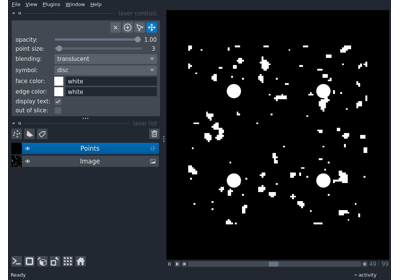 File View Plugins Window Help
layer controls
opacity: 1.00
point size: 3
blending: translucent
symbol: disc
face color: white
edge color: white
display text:
out of slice:
layer list
Points
Image
49 99
Ready
activity